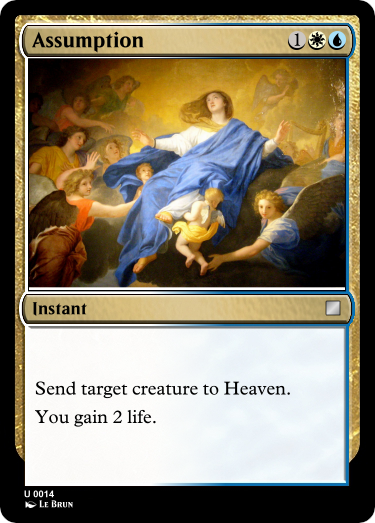 Assumption 1
Instant
Send target creature to Heaven.
You gain 2 life.
U 0014
Le Brun